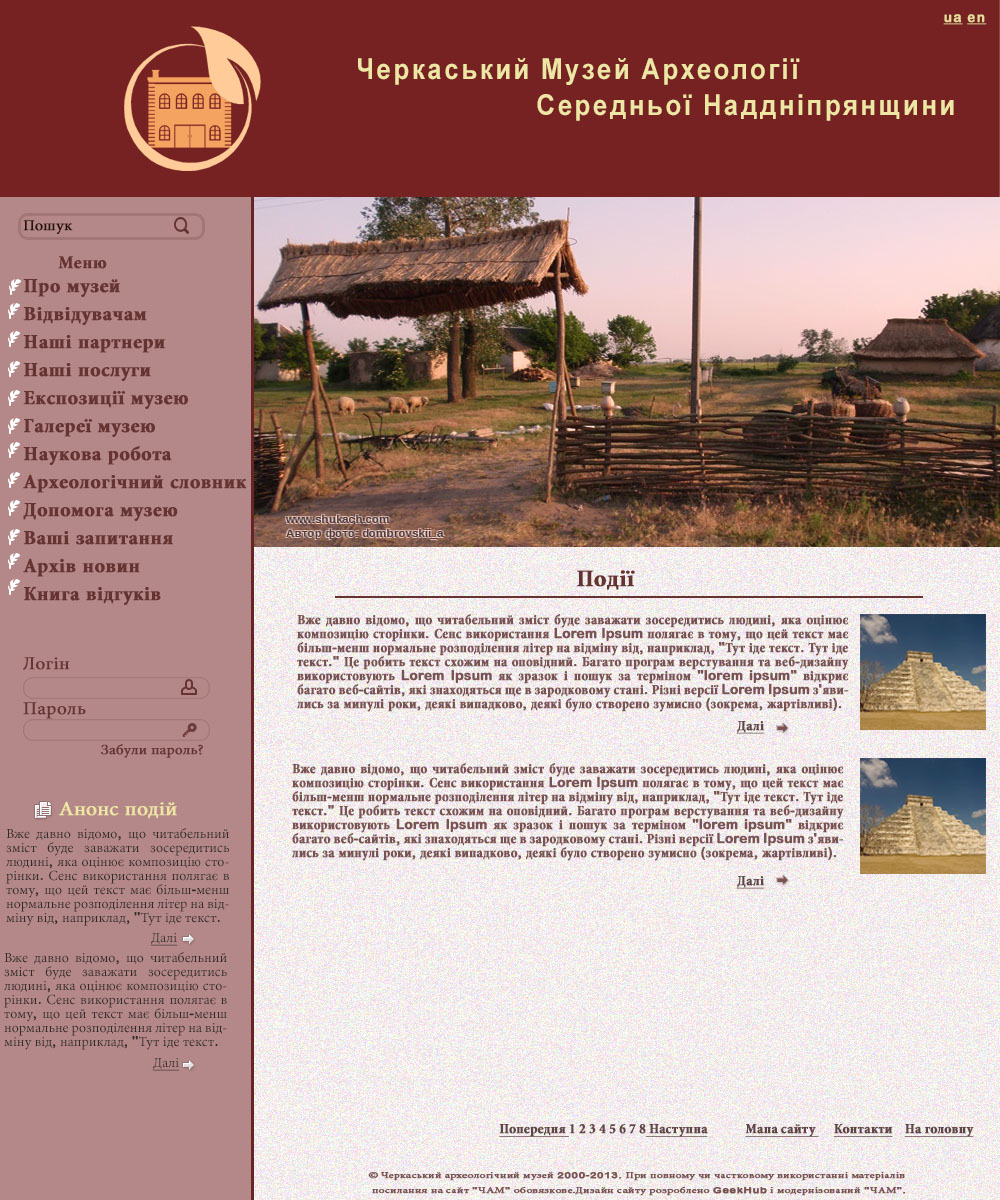 ua en
Черкаський Музей Археології
Середньої Наддніпрянщини
Пошук
Меню
Про музей
Відвідувачам
Наші партнери
Наші послуги
Експозиції музею
Галереї музею
Наукова робота
Археологічний словник
Допомога музею
Ваші запитання
Архів новин
Книга відгуків
Логін
Пароль
Забули пароль?
Анонс подій
Вже давно відомо, що читабельний
зміст буде заважати зосередитись
людині, яка оцінює композицію сто-
рінки. Сенс використання полягає в
тому, що цей текст має більш-менш
нормальне розподілення літер на від-
міну від, наприклад, "Тут іде текст.
Далі
Вже давно відомо, що читабельний
зміст буде заважати зосередитись
людині, яка оцінює композицію сто-
рінки. Сенс використання полягає в
тому, що цей текст має більш-менш
нормальне розподілення літер на від-
міну від, наприклад, "Тут іде текст.
Далі
www.shukach.com
Автор фото: dombrovskii_a
Події
Вже давно відомо, що читабельний зміст буде заважати зосередитись людині, яка оцінює
композицію сторінки. Сенс використання Lorem Ipsum полягає в тому, що цей текст має
більш-менш нормальне розподілення літер на відміну від, наприклад, "Тут іде текст. Тут іде
текст." Це робить текст схожим на оповідний. Багато програм верстування та веб-дизайну
використовують Lorem Ipsum як зразок і пошук за терміном "lorem ipsum" відкриє
багато веб-сайтів, які знаходяться ще в зародковому стані. Різні версії Lorem Ipsum з'яви-
лись за минулі роки, деякі випадково, деякі було створено зумисно (зокрема, жартівливі).
Далі
Вже давно відомо, що читабельний зміст буде заважати зосередитись людині, яка оцінює
композицію сторінки. Сенс використання Lorem Ipsum полягає в тому, що цей текст має
більш-менш нормальне розподілення літер на відміну від, наприклад, "Тут іде текст. Тут іде
текст." Це робить текст схожим на оповідний. Багато програм верстування та веб-дизайну
використовують Lorem Ipsum як зразок і пошук за терміном "lorem ipsum" відкриє
багато веб-сайтів, які знаходяться ще в зародковому стані. Різні версії Lorem Ipsum з'яви-
лись за минулі роки, деякі випадково, деякі було створено зумисно (зокрема, жартівливі).
Далі
Попередня 1 2 3 4 5 6 7 8 Наступна Мапа сайту Контакти На головну
© Черкаський археологічний музей 2000-2013. При повному чи частковому використанні матеріалів
посилання на сайт "ЧАМ" обовязкове.Дизайн сайту розроблено GeekHub і модернізований "ЧАМ".